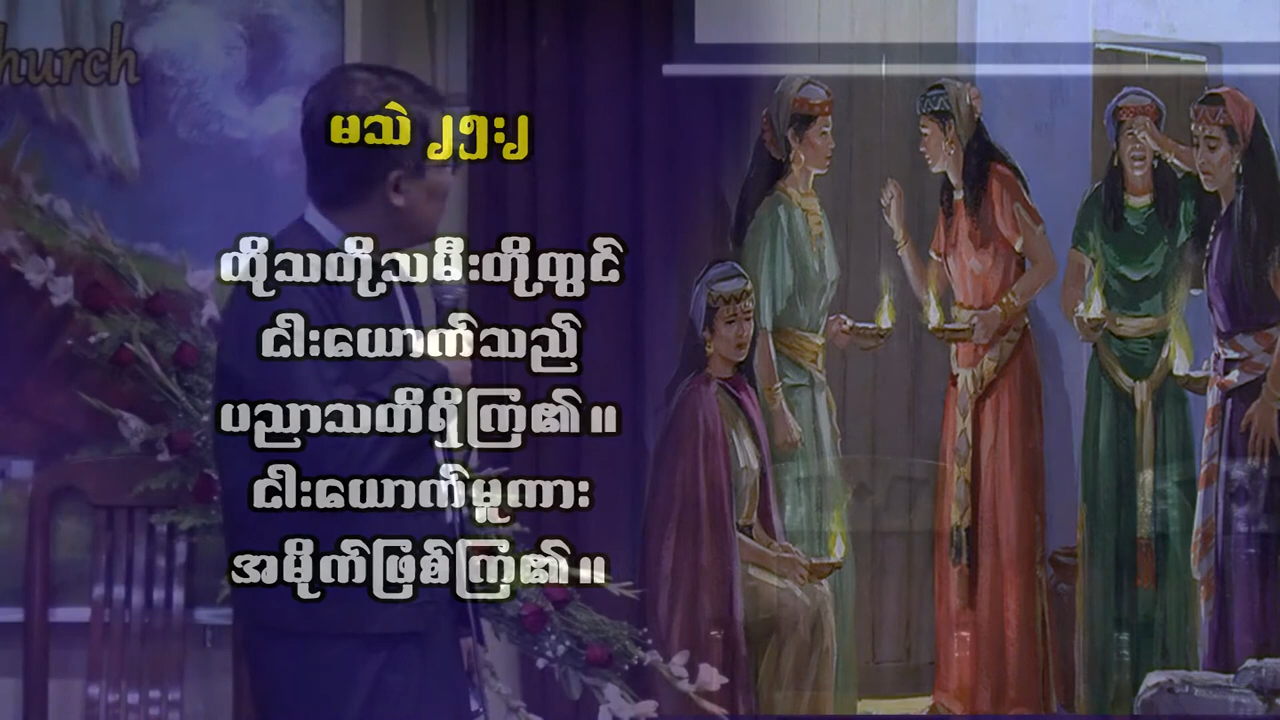 hurch
မသဲ ၂၅း၂
ထိုသတို့သမီးတို့တွင်
ငါးယောက်သည်
ပညာသတိရှိကြ၏။
ငါးယောက်မူကား
အမိုက်ဖြစ်ကြ၏။